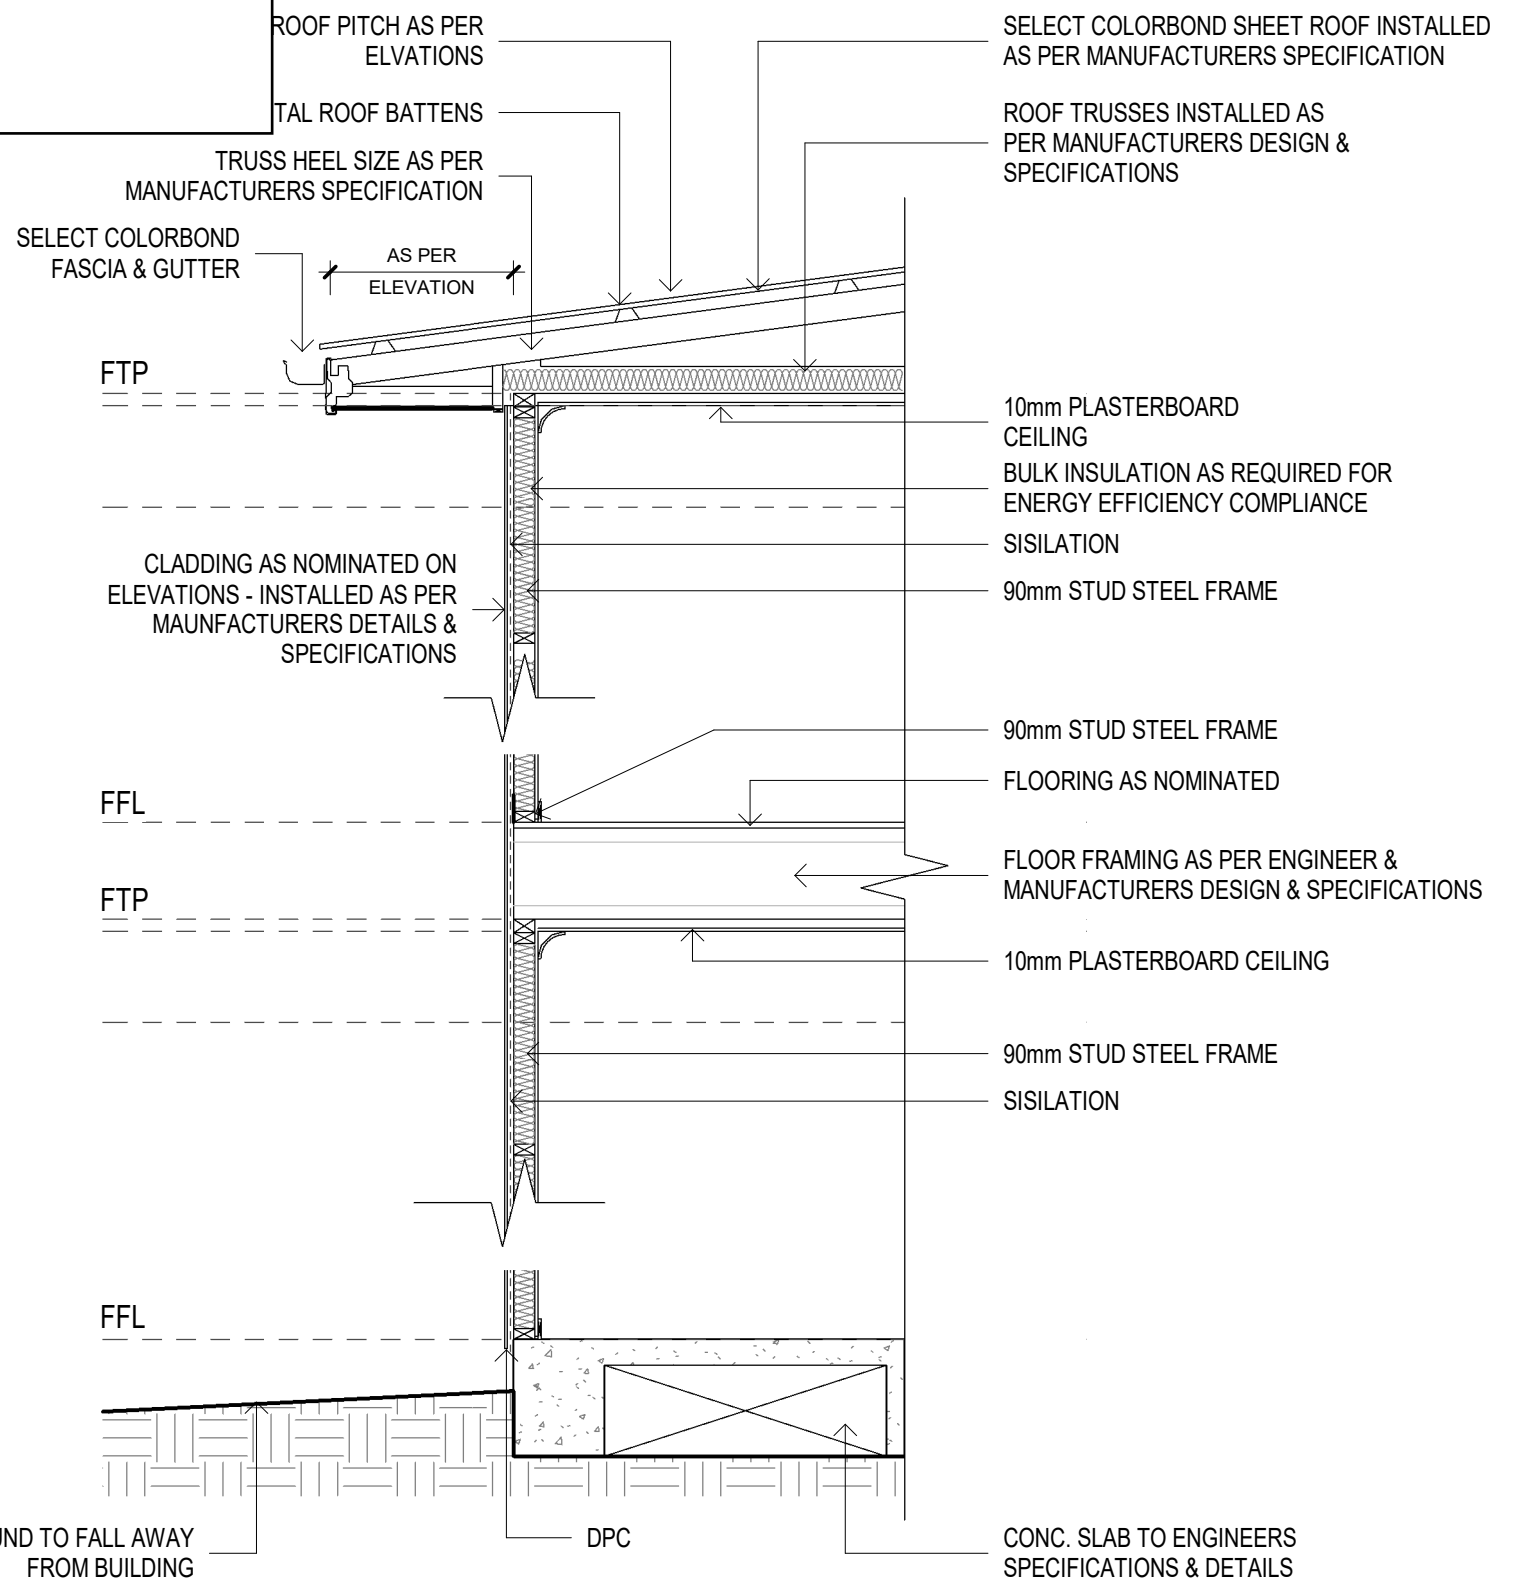 ROOF PITCH AS PER
ELVATIONS
TAL ROOF BATTENS
TRUSS HEEL SIZE AS PER
MANUFACTURERS SPECIFICATION
SELECT COLORBOND
FASCIA & GUTTER
AS PER
ELEVATION
SELECT COLORBOND SHEET ROOF INSTALLED
AS PER MANUFACTURERS SPECIFICATION
ROOF TRUSSES INSTALLED AS
PER MANUFACTURERS DESIGN &
SPECIFICATIONS
FTP
10mm PLASTERBOARD
CEILING
BULK INSULATION AS REQUIRED FOR
ENERGY EFFICIENCY COMPLIANCE
SISILATION
90mm STUD STEEL FRAME
CLADDING AS NOMINATED ON
ELEVATIONS - INSTALLED AS PER
MAUNFACTURERS DETAILS &
SPECIFICATIONS
90mm STUD STEEL FRAME
FLOORING AS NOMINATED
FFL
FLOOR FRAMING AS PER ENGINEER &
MANUFACTURERS DESIGN & SPECIFICATIONS
FTP
10mm PLASTERBOARD CEILING
90mm STUD STEEL FRAME
SISILATION
FFL
UND TO FALL AWAY
FROM BUILDING
DPC
CONC. SLAB TO ENGINEERS
SPECIFICATIONS & DETAILS